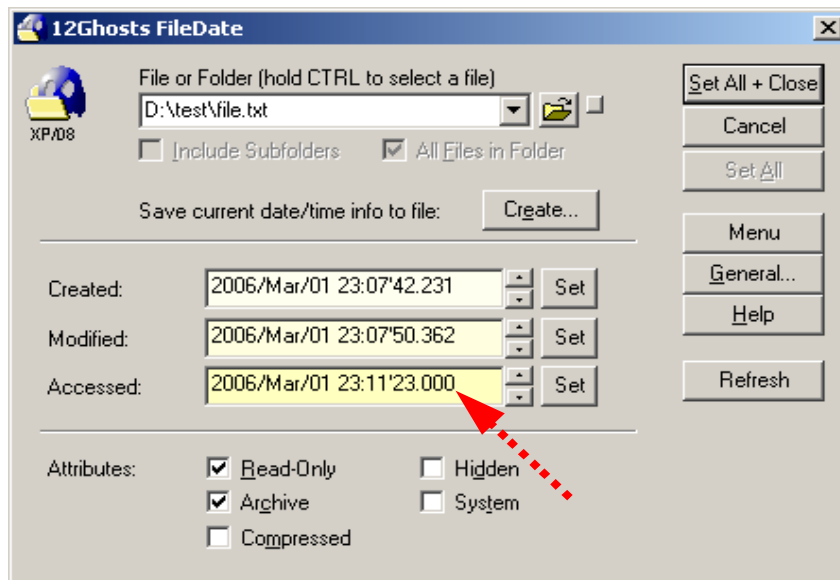 12Ghosts FileDate
XP/08
File or Folder (hold CTRL to select a file)
D:\test\file.txt
Include Subfolders
All Files in Folder
Save current date/time info to file:
Create...
Created:
2006/Mar/01 23:07'42.231
Set
Modified:
2006/Mar/01 23:07'50.362
Set
Accessed:
2006/Mar/01 23:11'23.000
Set
Attributes:
Read-Only
Hidden
Archive
System
Compressed
Set All + Close
Cancel
Set All
Menu
General...
Help
Refresh